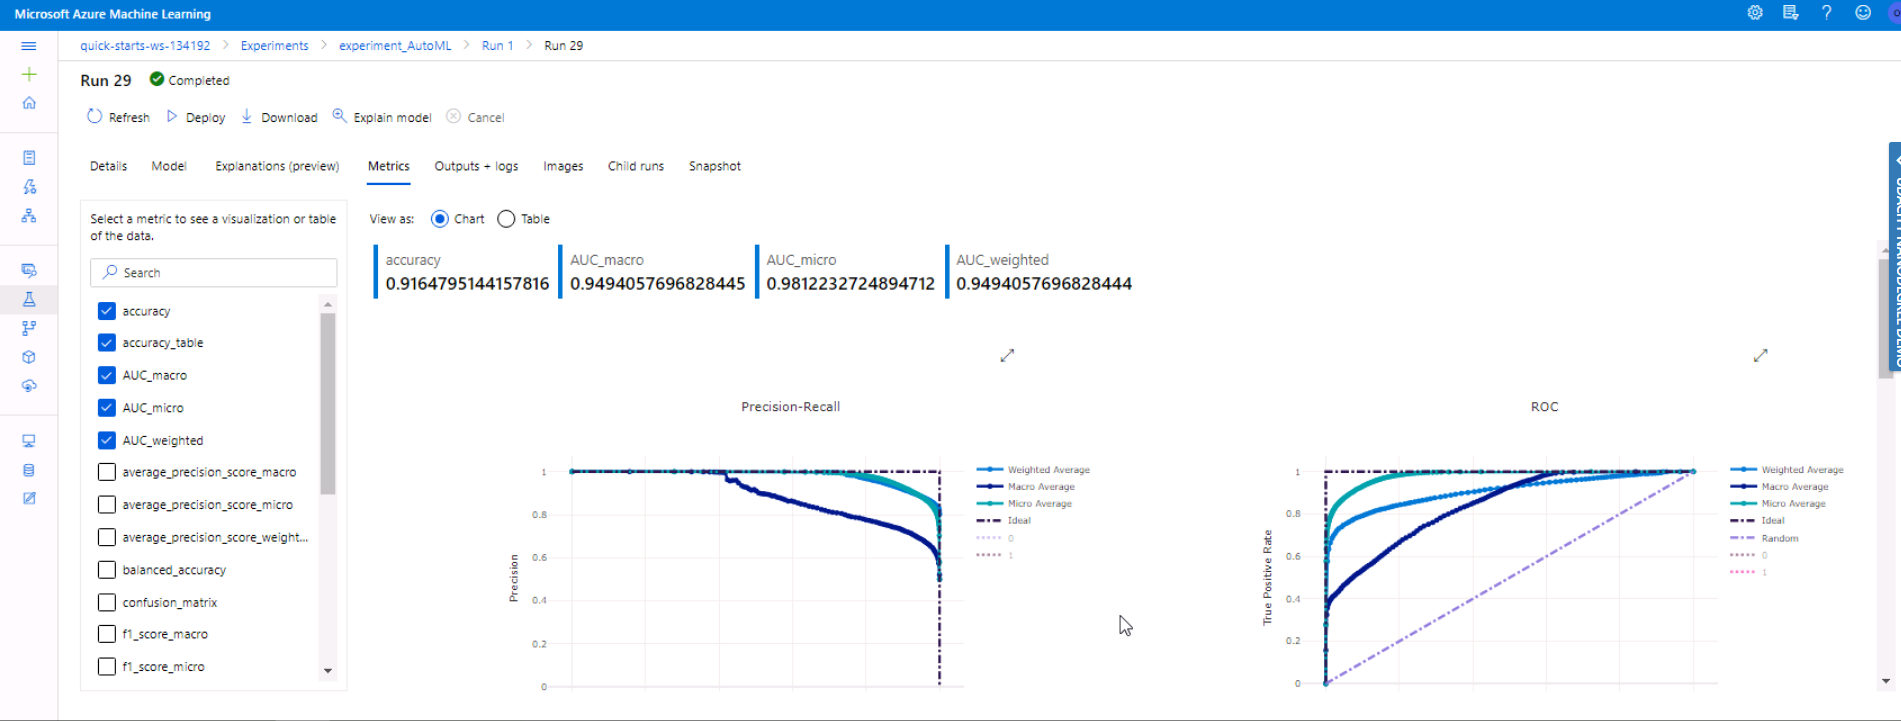 Microsoft Azure Machine Learning
quick-starts-ws-134192 > Experiments > experiment_AutoML > Run 1 > Run 29
Run 29 Completed
Refresh Deploy Download Explain model Cancel
Details Model Explanations (preview) Metrics Outputs + logs Images Child runs Snapshot
Select a metric to see a visualization or table
of the data.
Search
accuracy
accuracy_table
AUC_macro
AUC_micro
AUC_weighted
average_precision_score_macro
average_precision_score_micro
average_precision_score_weight...
balanced_accuracy
confusion_matrix
f1_score_macro
f1_score_micro
View as: Chart Table
accuracy AUC_macro AUC_micro AUC_weighted
0.9164795144157816 0.9494057696828445 0.9812232724894712 0.9494057696828444
Precision-Recall
1
0.8
0.6
0.4
0.2
0
Precision
Weighted Average
Macro Average
Micro Average
Ideal
0
1
ROC
1
0.8
0.6
0.4
0.2
0
True Positive Rate
Weighted Average
Macro Average
Micro Average
Ideal
Random
0
1